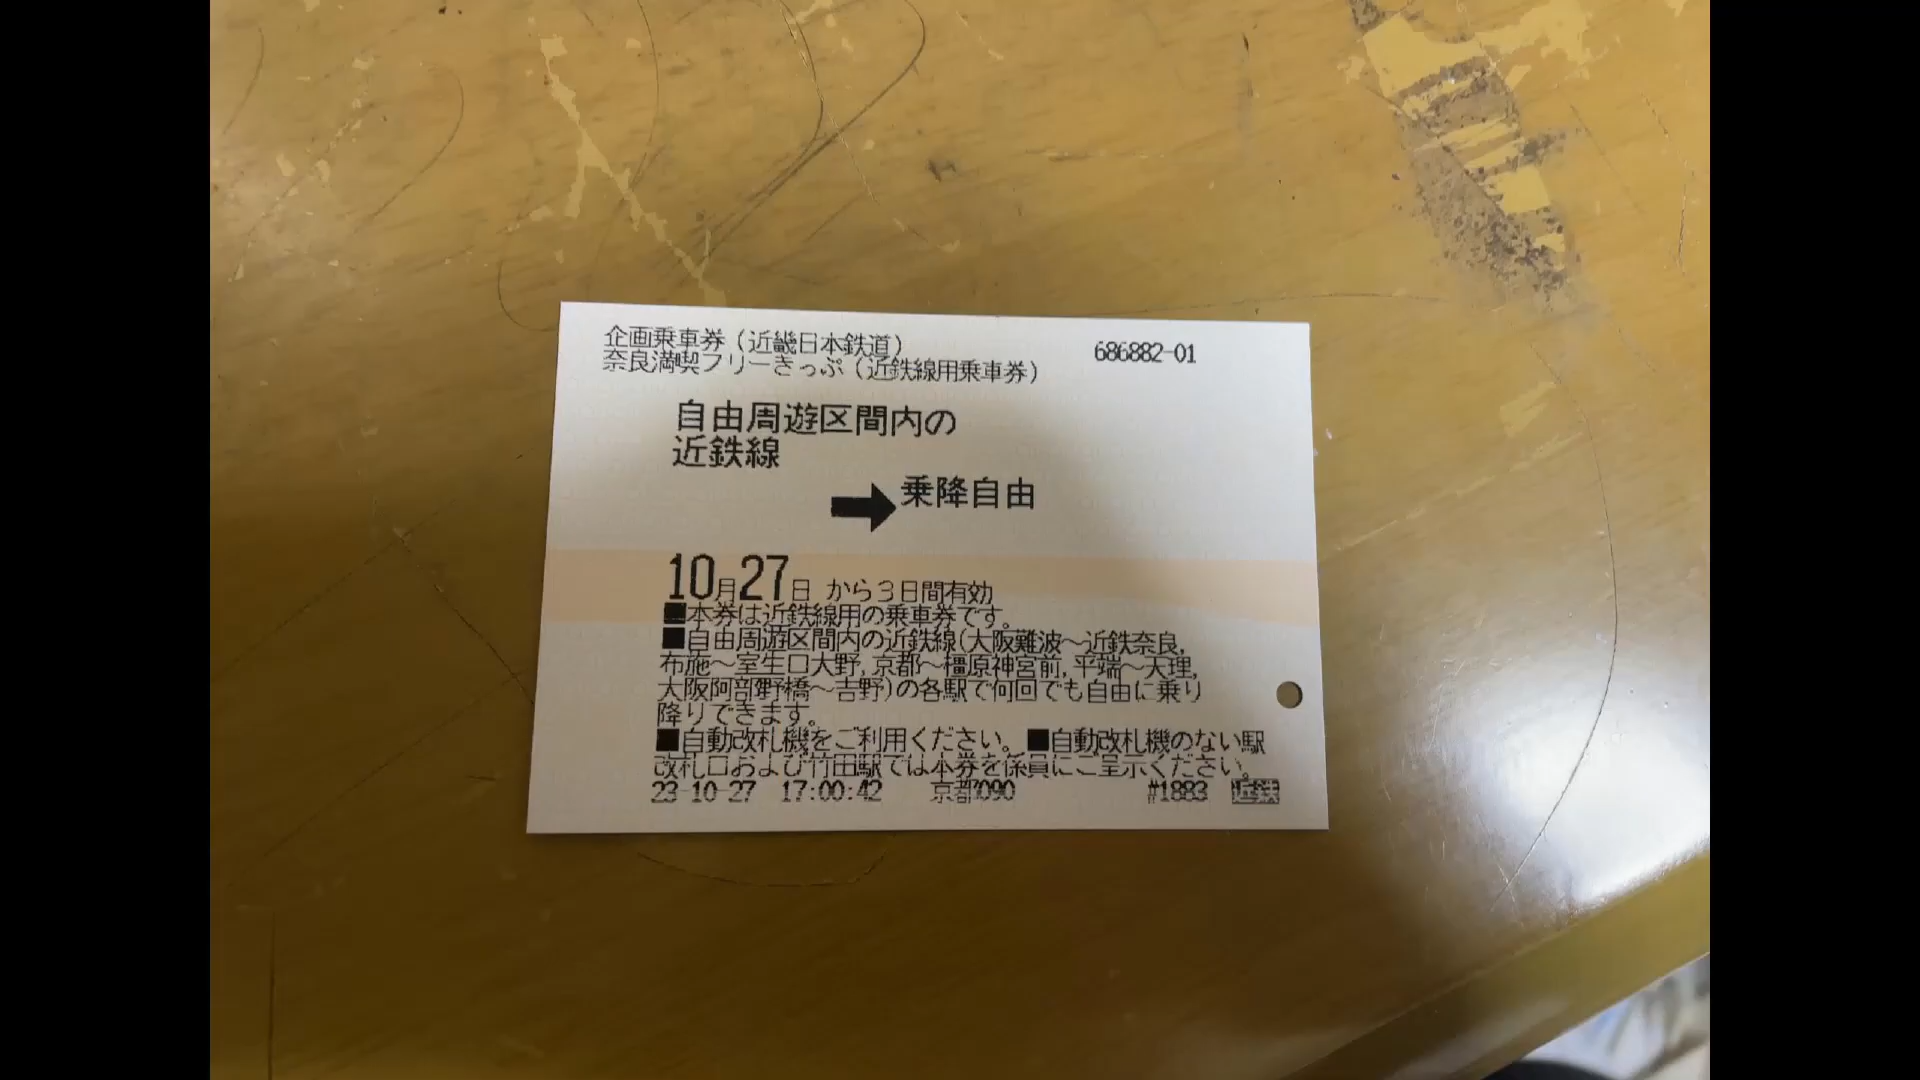 企画乗車券(近畿日本鉄道)
奈良満喫フリーきっぷ(近鉄線用乗車券)
686882-01
自由周遊区間内の
近鉄線
➡乗降自由
10月27日 から3日間有効
■本券は近鉄線用の乗車券です。
■自由周遊区間内の近鉄線(大阪難波~近鉄奈良,
布施~室生口大野,京都~橿原神宮前,平端~天理,
大阪阿部野橋~吉野)の各駅で何回でも自由に乗り
降りできます。
■自動改札機をご利用ください。■自動改札機のない駅
改札口および竹田駅では本券を係員にご呈示ください。
23-10-27 17:00:42 京都090 #1883 近鉄